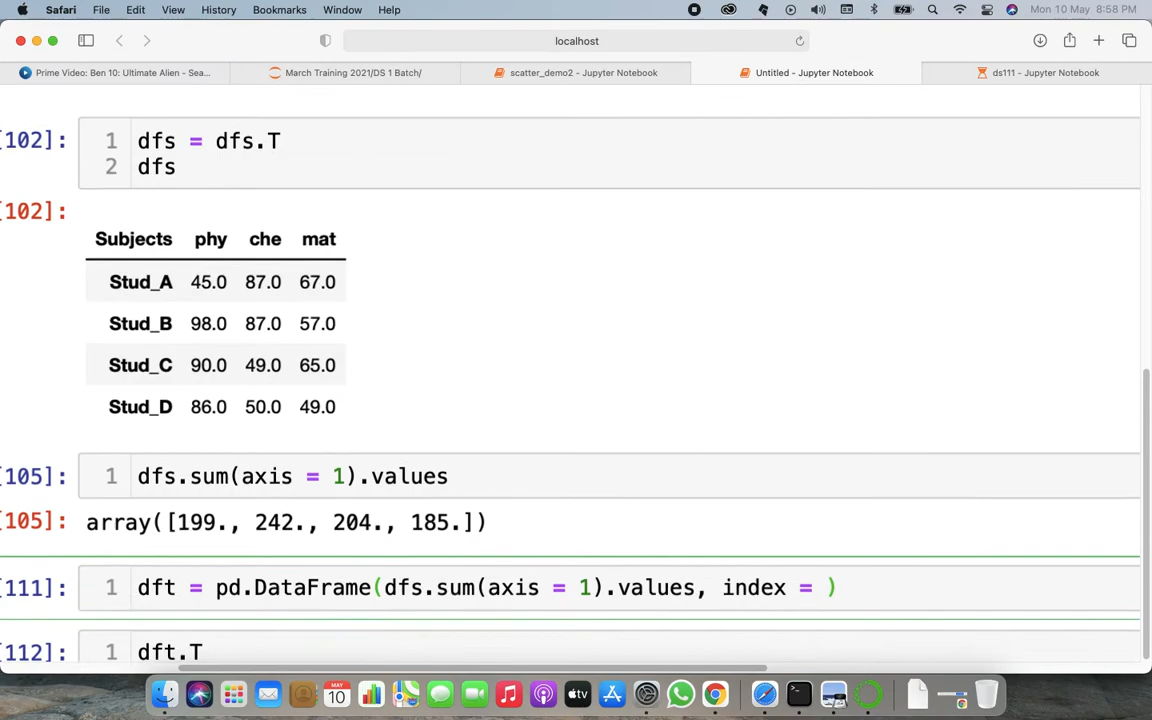 Safari File Edit View History Bookmarks Window Help Mon 10 May 8:58 PM
localhost
Prime Video: Ben 10: Ultimate Alien - Sea... March Training 2021/DS 1 Batch/ scatter_demo2 - Jupyter Notebook Untitled - Jupyter Notebook ds111 - Jupyter Notebook
[102]: 1 dfs = dfs.T
2 dfs
[102]:
Subjects phy che mat
Stud_A 45.0 87.0 67.0
Stud_B 98.0 87.0 57.0
Stud_C 90.0 49.0 65.0
Stud_D 86.0 50.0 49.0
[105]: 1 dfs.sum(axis = 1).values
[105]: array([199., 242., 204., 185.])
[111]: 1 dft = pd.DataFrame(dfs.sum(axis = 1).values, index = )
[112]: 1 dft.T
MAY
10
tv